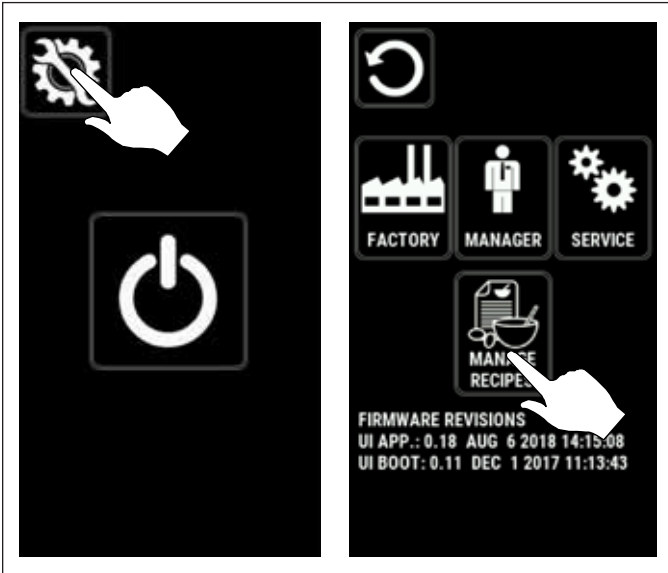 FACTORY MANAGER SERVICE
MANAGE
RECIPES
FIRMWARE REVISIONS
UI APP.: 0.18 AUG 6 2018 14:15:08
UI BOOT: 0.11 DEC 1 2017 11:13:43